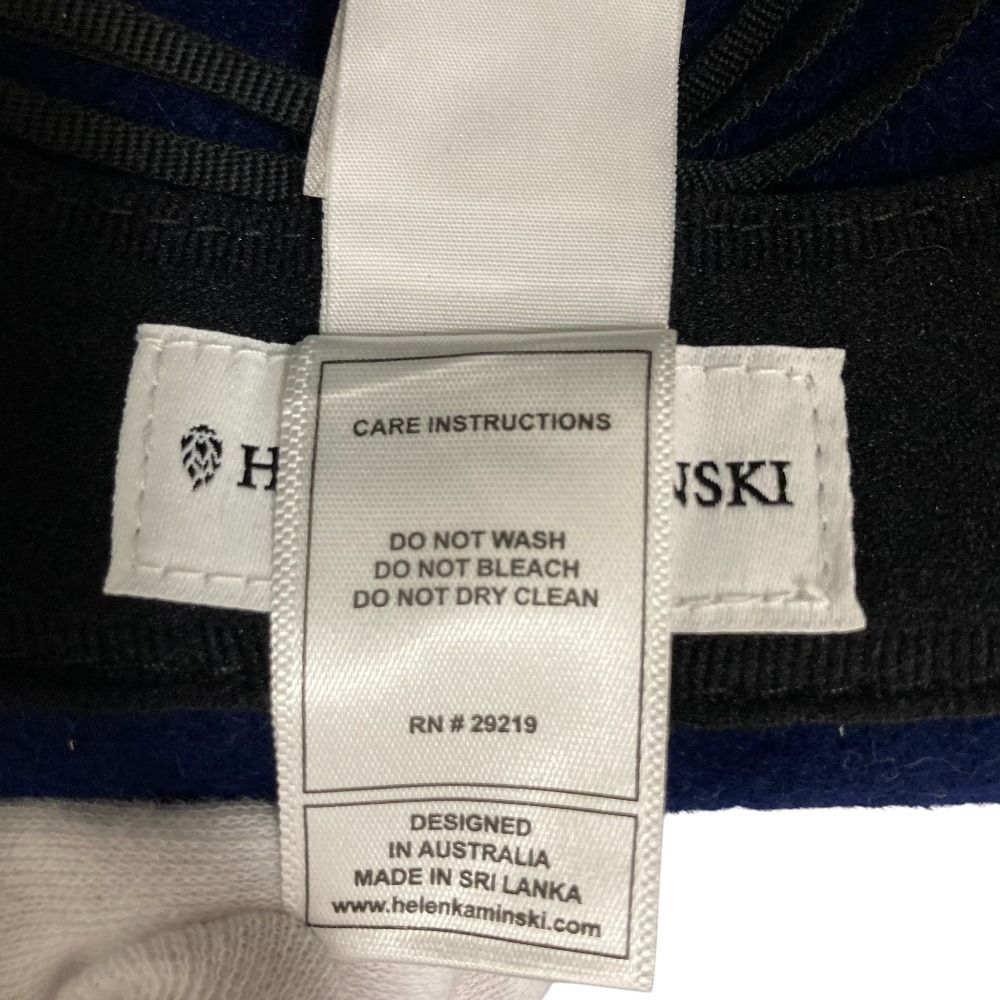 H NSKI
CARE INSTRUCTIONS
DO NOT WASH
DO NOT BLEACH
DO NOT DRY CLEAN
RN # 29219
DESIGNED
IN AUSTRALIA
MADE IN SRI LANKA
www.helenkaminski.com